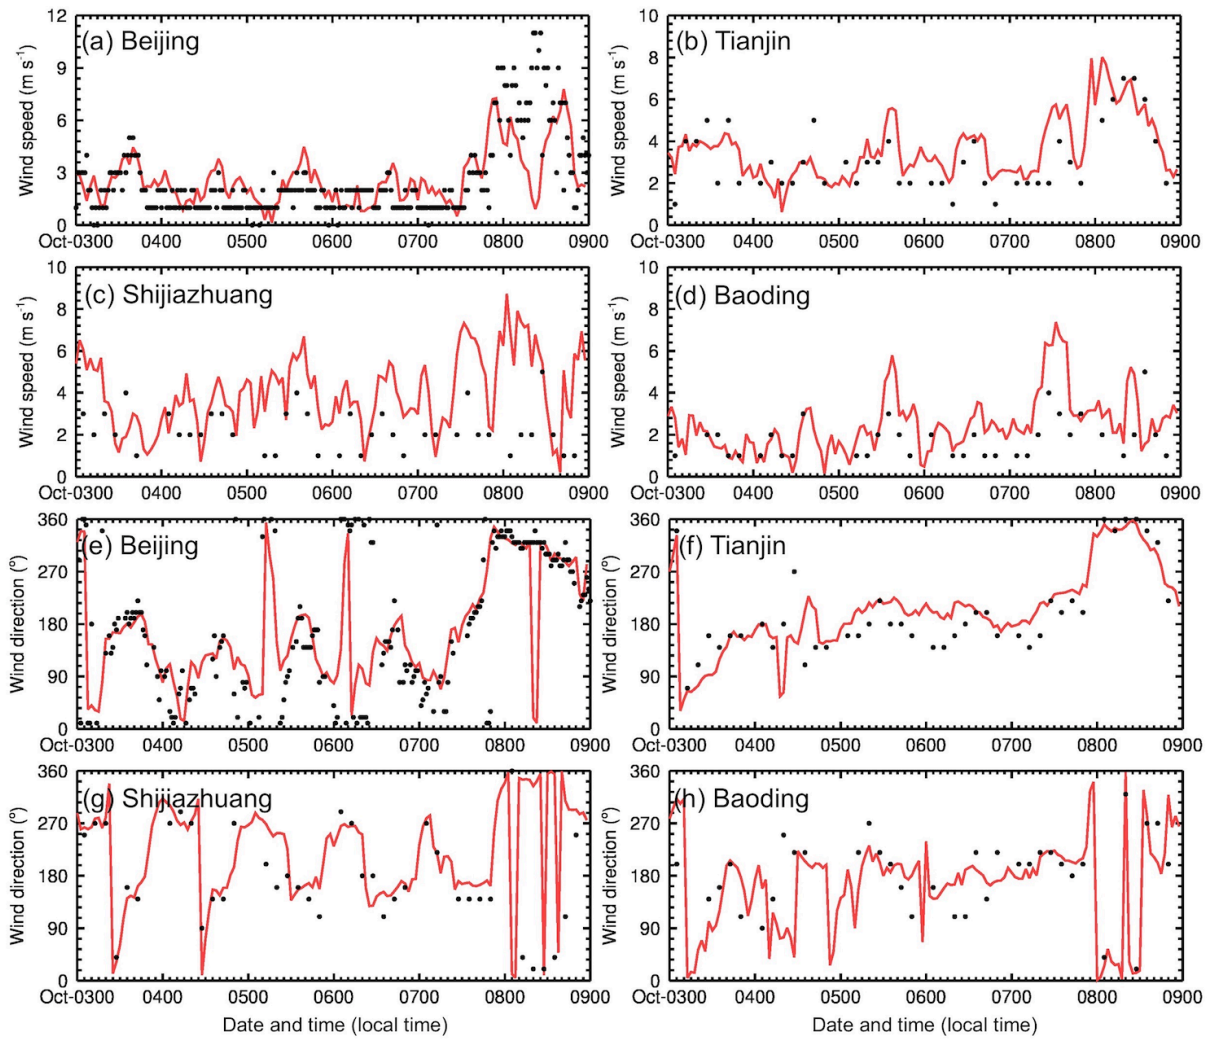 (a) Beijing
Wind speed (m s⁻¹)
12
9
6
3
0
Oct-0300 0400 0500 0600 0700 0800 0900
(b) Tianjin
Wind speed (m s⁻¹)
10
8
6
4
2
0
Oct-0300 0400 0500 0600 0700 0800 0900
(c) Shijiazhuang
Wind speed (m s⁻¹)
10
8
6
4
2
0
Oct-0300 0400 0500 0600 0700 0800 0900
(d) Baoding
Wind speed (m s⁻¹)
10
8
6
4
2
0
Oct-0300 0400 0500 0600 0700 0800 0900
(e) Beijing
Wind direction (°)
360
270
180
90
0
Oct-0300 0400 0500 0600 0700 0800 0900
(f) Tianjin
Wind direction (°)
360
270
180
90
0
Oct-0300 0400 0500 0600 0700 0800 0900
(g) Shijiazhuang
Wind direction (°)
360
270
180
90
0
Oct-0300 0400 0500 0600 0700 0800 0900
Date and time (local time)
(h) Baoding
Wind direction (°)
360
270
180
90
0
Oct-0300 0400 0500 0600 0700 0800 0900
Date and time (local time)